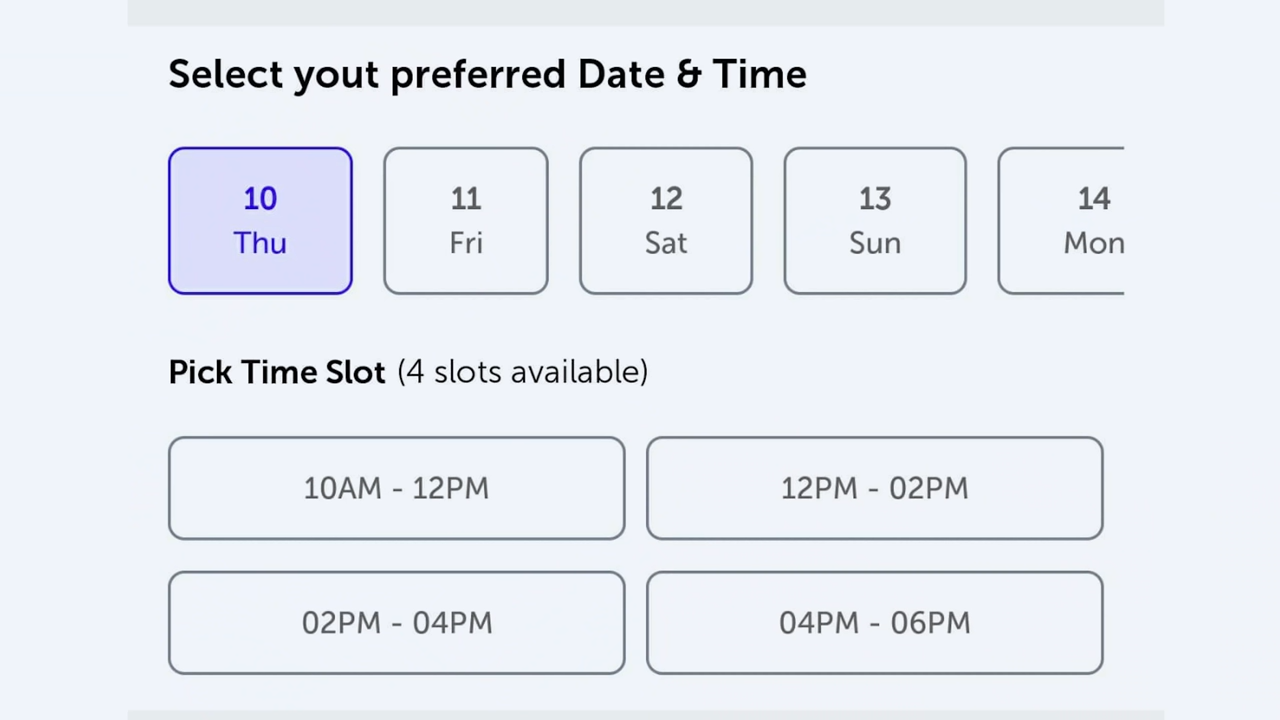 Select yout preferred Date & Time
10 11 12 13 14
Thu Fri Sat Sun Mon
Pick Time Slot (4 slots available)
10AM - 12PM 12PM - 02PM
02PM - 04PM 04PM - 06PM